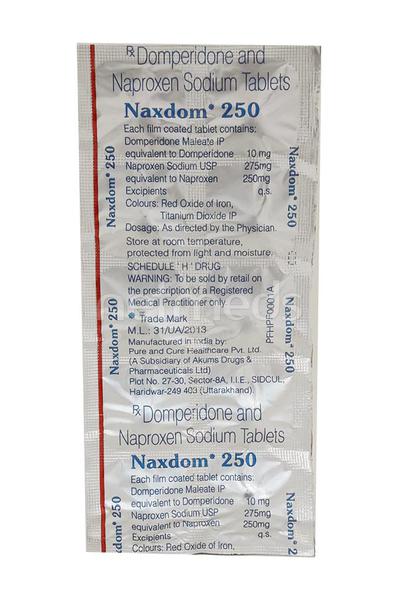 Rx Domperidone and
Naproxen Sodium Tablets
Naxdom® 250
Each film coated tablet contains:
Domperidone Maleate IP
equivalent to Domperidone 10 mg
Naproxen Sodium USP 275mg
equivalent to Naproxen 250mg
Excipients q.s.
Colours: Red Oxide of Iron,
Titanium Dioxide IP
Dosage: As directed by the Physician.
Store at room temperature,
protected from light and moisture.
SCHEDULE 'H' DRUG
WARNING: To be sold by retail on
the prescription of a Registered
Medical Practitioner only.
® Trade Mark
M.L.: 31/UA/2013
Manufactured in India by:
Pure and Cure Healthcare Pvt. Ltd.
(A Subsidiary of Akums Drugs &
Pharmaceuticals Ltd)
Plot No. 27-30, Sector-8A, I.I.E., SIDCUL,
Haridwar-249 403 (Uttarakhand).
Rx Domperidone and
Naproxen Sodium Tablets
Naxdom® 250
Each film coated tablet contains:
Domperidone Maleate IP
equivalent to Domperidone 10 mg
Naproxen Sodium USP 275mg
equivalent to Naproxen 250mg
Excipients q.s.
Colours: Red Oxide of Iron,
Naxdom® 250
Naxdom® 250
xdom® 250
Naxdom® 250
Naxdom® 250
Naxdom® 2
PFHPF0001A